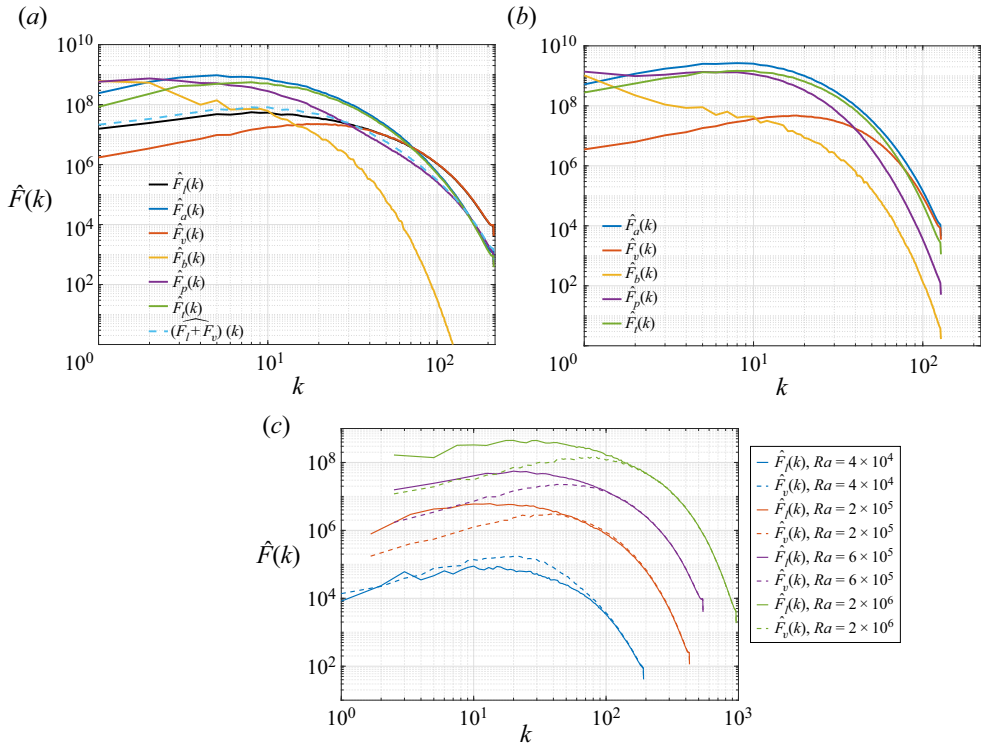 (a)
10^10
10^8
10^6
10^4
10^2
10^0
10^1
10^2
F̂(k)
k
F̂_l(k)
F̂_a(k)
F̂_v(k)
F̂_b(k)
F̂_p(k)
F̂_t(k)
(F_l+F_v)^(k)
(b)
10^10
10^8
10^6
10^4
10^2
10^0
10^1
10^2
k
F̂_a(k)
F̂_v(k)
F̂_b(k)
F̂_p(k)
F̂_t(k)
(c)
10^8
10^6
10^4
10^2
10^0
10^1
10^2
10^3
F̂(k)
k
F̂_l(k), Ra = 4 × 10^4
F̂_v(k), Ra = 4 × 10^4
F̂_l(k), Ra = 2 × 10^5
F̂_v(k), Ra = 2 × 10^5
F̂_l(k), Ra = 6 × 10^5
F̂_v(k), Ra = 6 × 10^5
F̂_l(k), Ra = 2 × 10^6
F̂_v(k), Ra = 2 × 10^6